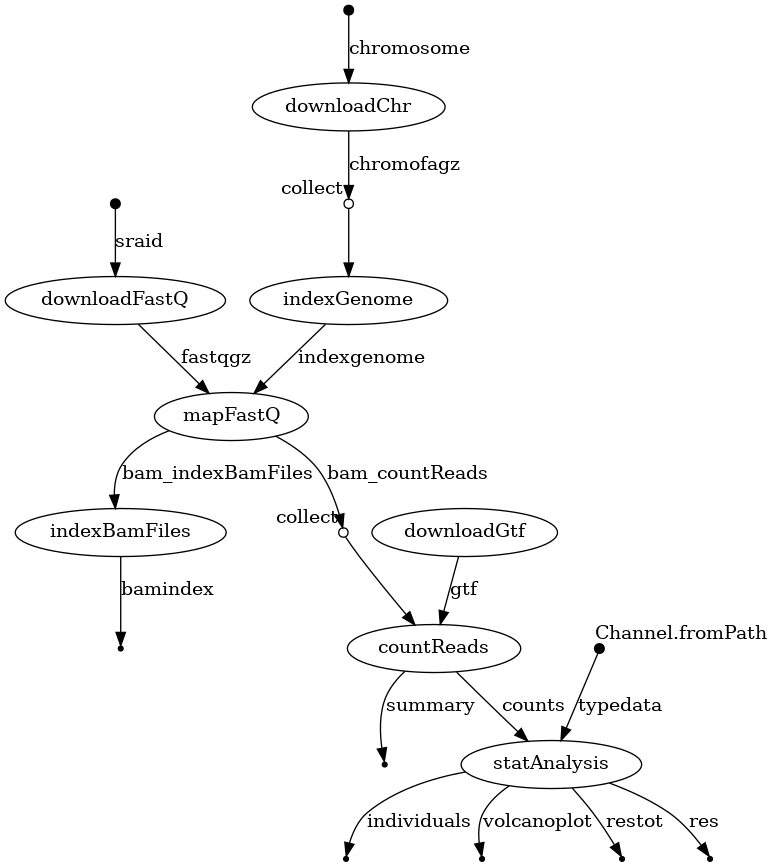 chromosome
downloadChr
chromofagz
collect
sraid
downloadFastQ
indexGenome
fastqgz
indexgenome
mapFastQ
bam_indexBamFiles
bam_countReads
collect
indexBamFiles
downloadGtf
bamindex
gtf
Channel.fromPath
countReads
summary
counts
typedata
statAnalysis
individuals
volcanoplot
restot
res